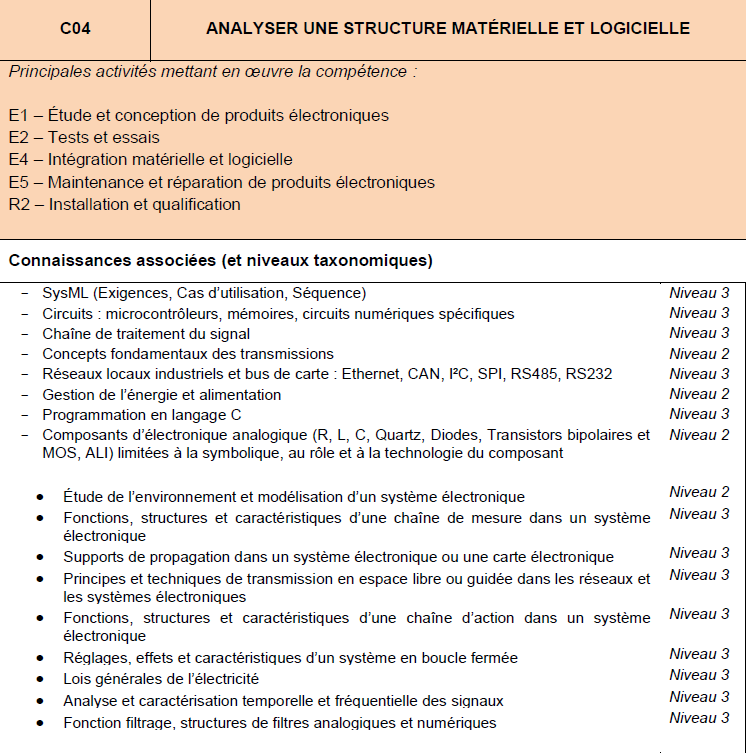 C04 ANALYSER UNE STRUCTURE MATÉRIELLE ET LOGICIELLE
Principales activités mettant en œuvre la compétence :
E1 – Étude et conception de produits électroniques
E2 – Tests et essais
E4 – Intégration matérielle et logicielle
E5 – Maintenance et réparation de produits électroniques
R2 – Installation et qualification
Connaissances associées (et niveaux taxonomiques)
– SysML (Exigences, Cas d'utilisation, Séquence) Niveau 3
– Circuits : microcontrôleurs, mémoires, circuits numériques spécifiques Niveau 3
– Chaîne de traitement du signal Niveau 3
– Concepts fondamentaux des transmissions Niveau 2
– Réseaux locaux industriels et bus de carte : Ethernet, CAN, I²C, SPI, RS485, RS232 Niveau 3
– Gestion de l'énergie et alimentation Niveau 2
– Programmation en langage C Niveau 3
– Composants d'électronique analogique (R, L, C, Quartz, Diodes, Transistors bipolaires et Niveau 2
MOS, ALI) limitées à la symbolique, au rôle et à la technologie du composant
● Étude de l'environnement et modélisation d'un système électronique Niveau 2
● Fonctions, structures et caractéristiques d'une chaîne de mesure dans un système Niveau 3
électronique
● Supports de propagation dans un système électronique ou une carte électronique Niveau 3
● Principes et techniques de transmission en espace libre ou guidée dans les réseaux et Niveau 3
les systèmes électroniques
● Fonctions, structures et caractéristiques d'une chaîne d'action dans un système Niveau 3
électronique
● Réglages, effets et caractéristiques d'un système en boucle fermée Niveau 3
● Lois générales de l'électricité Niveau 3
● Analyse et caractérisation temporelle et fréquentielle des signaux Niveau 3
● Fonction filtrage, structures de filtres analogiques et numériques Niveau 3